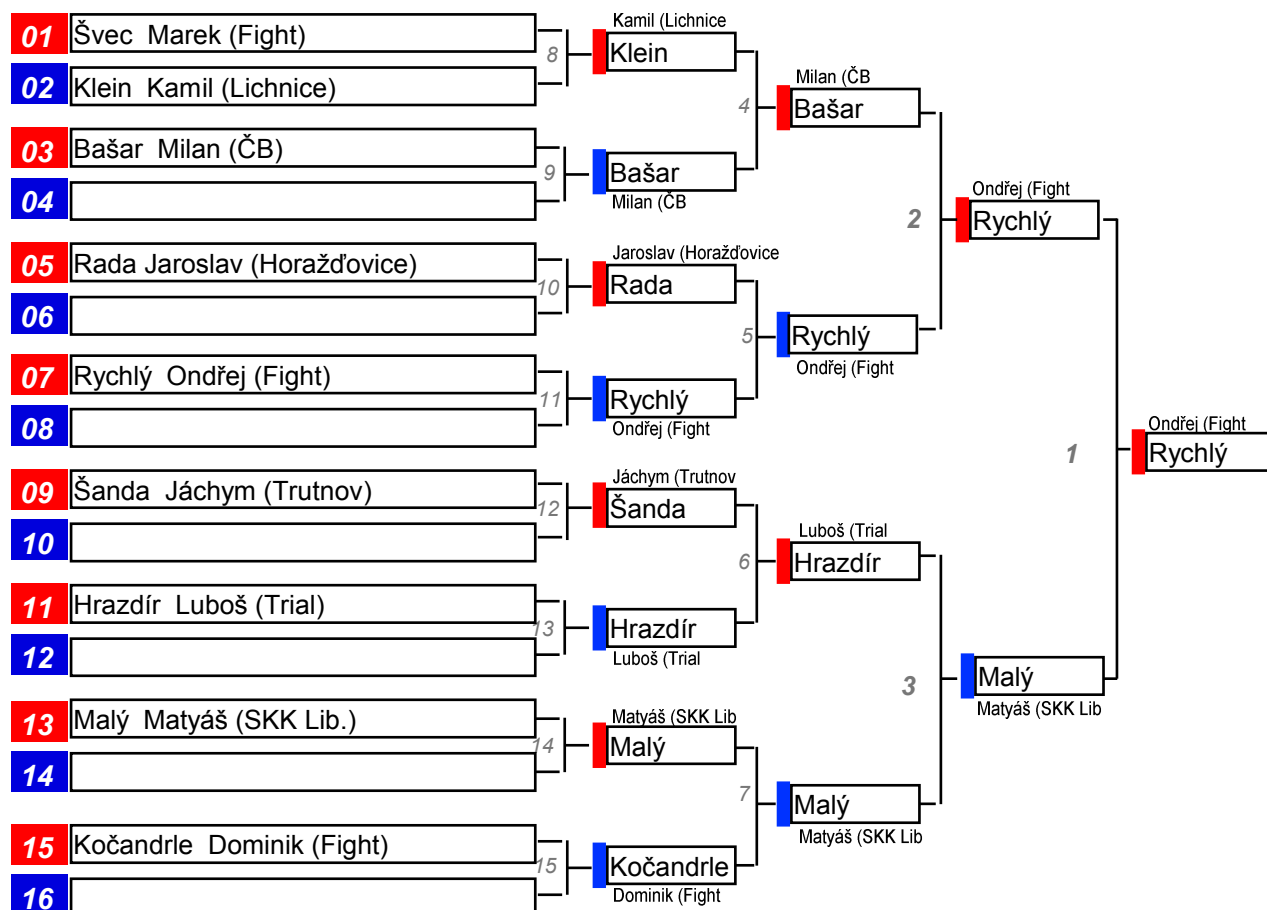 01 Švec Marek (Fight)
02 Klein Kamil (Lichnice)
03 Bašar Milan (ČB)
04
05 Rada Jaroslav (Horažďovice)
06
07 Rychlý Ondřej (Fight)
08
09 Šanda Jáchym (Trutnov)
10
11 Hrazdír Luboš (Trial)
12
13 Malý Matyáš (SKK Lib.)
14
15 Kočandrle Dominik (Fight)
16
8
9
10
11
12
13
14
15
Kamil (Lichnice
Klein
Bašar
Milan (ČB
Jaroslav (Horažďovice
Rada
Rychlý
Ondřej (Fight
Jáchym (Trutnov
Šanda
Hrazdír
Luboš (Trial
Matyáš (SKK Lib
Malý
Kočandrle
Dominik (Fight
4
5
6
7
Milan (ČB
Bašar
Rychlý
Ondřej (Fight
Luboš (Trial
Hrazdír
Malý
Matyáš (SKK Lib
2
3
Ondřej (Fight
Rychlý
Malý
Matyáš (SKK Lib
1
Ondřej (Fight
Rychlý